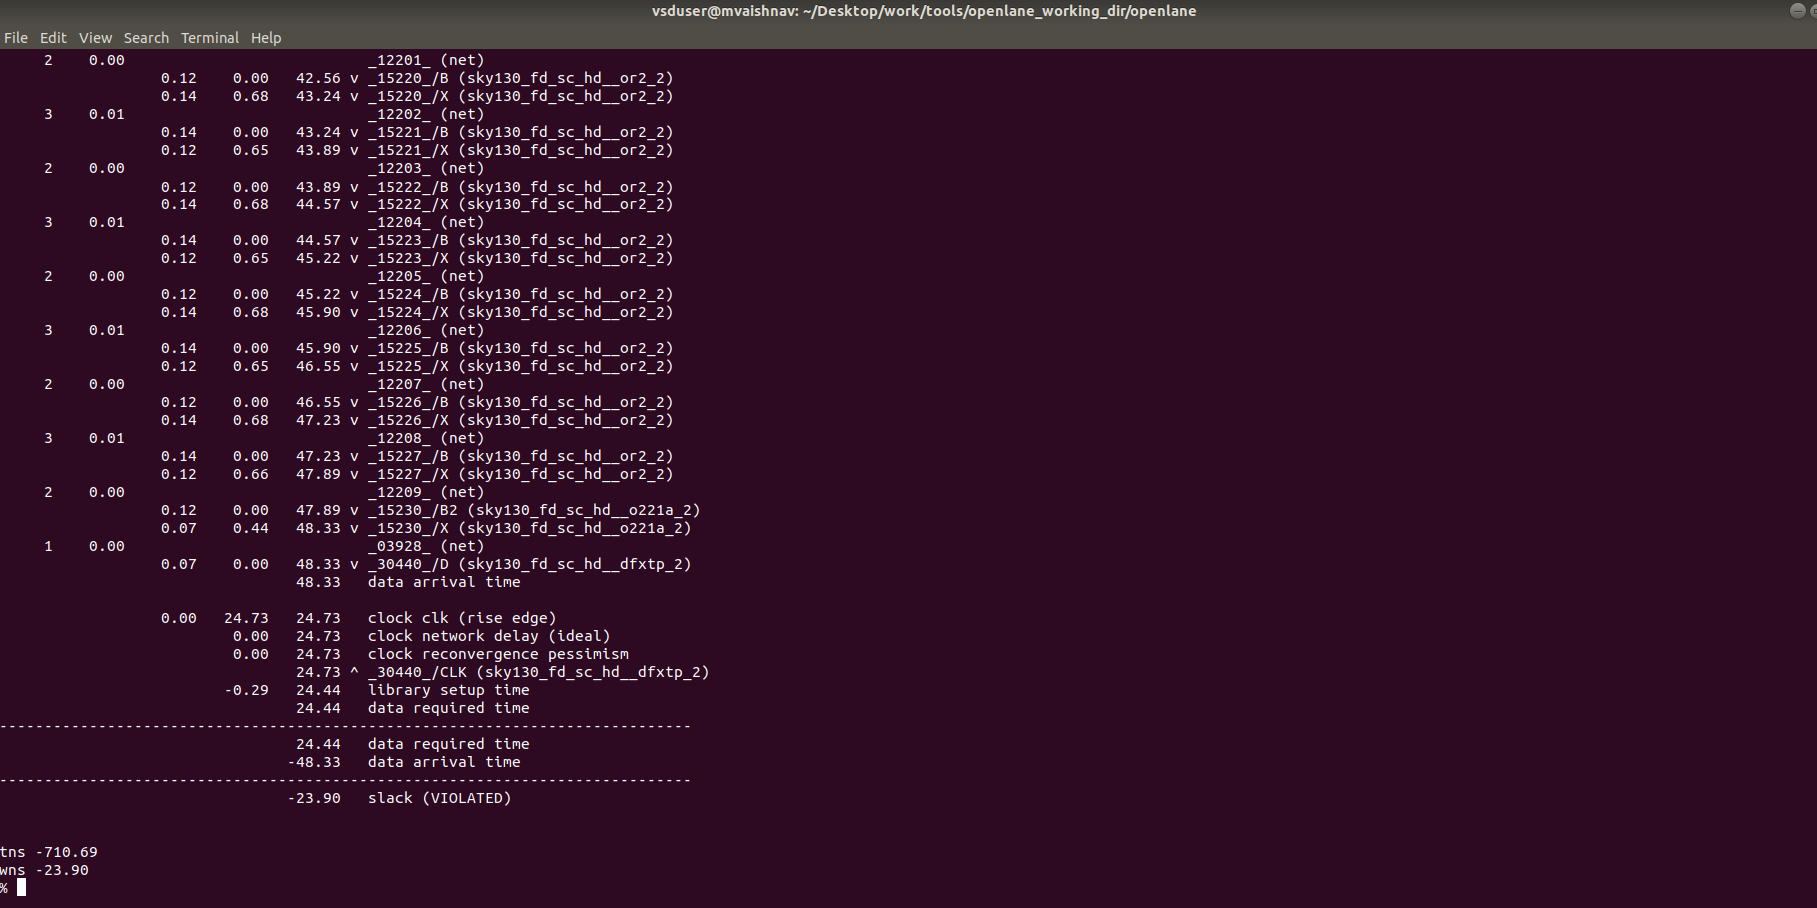 vsduser@mvaishnav: ~/Desktop/work/tools/openlane_working_dir/openlane
File Edit View Search Terminal Help
2 0.00 _12201_ (net)
0.12 0.00 42.56 v _15220_/B (sky130_fd_sc_hd__or2_2)
0.14 0.68 43.24 v _15220_/X (sky130_fd_sc_hd__or2_2)
3 0.01 _12202_ (net)
0.14 0.00 43.24 v _15221_/B (sky130_fd_sc_hd__or2_2)
0.12 0.65 43.89 v _15221_/X (sky130_fd_sc_hd__or2_2)
2 0.00 _12203_ (net)
0.12 0.00 43.89 v _15222_/B (sky130_fd_sc_hd__or2_2)
0.14 0.68 44.57 v _15222_/X (sky130_fd_sc_hd__or2_2)
3 0.01 _12204_ (net)
0.14 0.00 44.57 v _15223_/B (sky130_fd_sc_hd__or2_2)
0.12 0.65 45.22 v _15223_/X (sky130_fd_sc_hd__or2_2)
2 0.00 _12205_ (net)
0.12 0.00 45.22 v _15224_/B (sky130_fd_sc_hd__or2_2)
0.14 0.68 45.90 v _15224_/X (sky130_fd_sc_hd__or2_2)
3 0.01 _12206_ (net)
0.14 0.00 45.90 v _15225_/B (sky130_fd_sc_hd__or2_2)
0.12 0.65 46.55 v _15225_/X (sky130_fd_sc_hd__or2_2)
2 0.00 _12207_ (net)
0.12 0.00 46.55 v _15226_/B (sky130_fd_sc_hd__or2_2)
0.14 0.68 47.23 v _15226_/X (sky130_fd_sc_hd__or2_2)
3 0.01 _12208_ (net)
0.14 0.00 47.23 v _15227_/B (sky130_fd_sc_hd__or2_2)
0.12 0.66 47.89 v _15227_/X (sky130_fd_sc_hd__or2_2)
2 0.00 _12209_ (net)
0.12 0.00 47.89 v _15230_/B2 (sky130_fd_sc_hd__o221a_2)
0.07 0.44 48.33 v _15230_/X (sky130_fd_sc_hd__o221a_2)
1 0.00 _03928_ (net)
0.07 0.00 48.33 v _30440_/D (sky130_fd_sc_hd__dfxtp_2)
48.33 data arrival time
0.00 24.73 24.73 clock clk (rise edge)
0.00 24.73 clock network delay (ideal)
0.00 24.73 clock reconvergence pessimism
24.73 ^ _30440_/CLK (sky130_fd_sc_hd__dfxtp_2)
-0.29 24.44 library setup time
24.44 data required time
-----------------------------------------------------------------------------
24.44 data required time
-48.33 data arrival time
-----------------------------------------------------------------------------
-23.90 slack (VIOLATED)
tns -710.69
wns -23.90
%